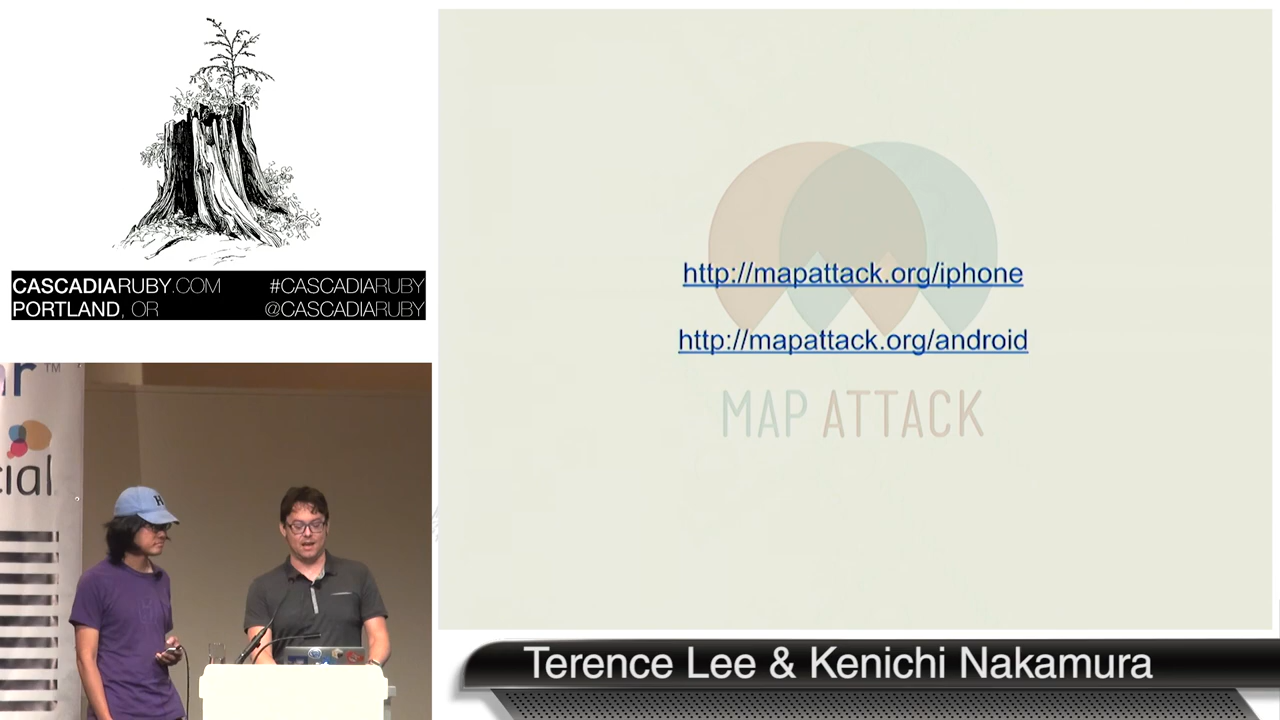 CASCADIARUBY.COM #CASCADIARUBY
PORTLAND, OR @CASCADIARUBY
http://mapattack.org/iphone
http://mapattack.org/android
MAP ATTACK
TM
H
Terence Lee & Kenichi Nakamura